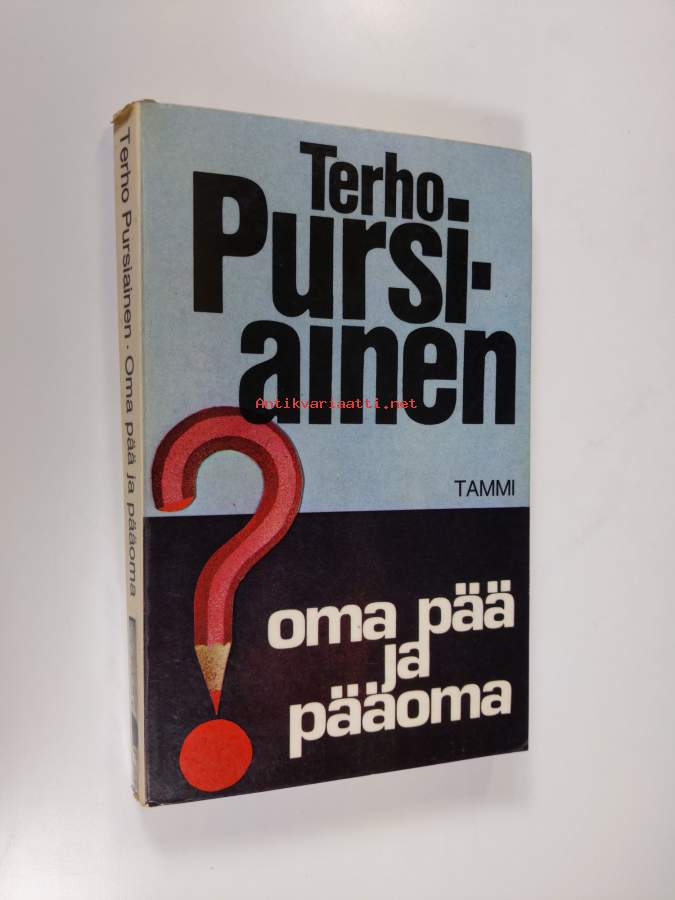 Terho Pursiainen · Oma pää ja pääoma
Terho
Pursi-
ainen
Antikvariaatti.net
TAMMI
oma pää
ja
pääoma